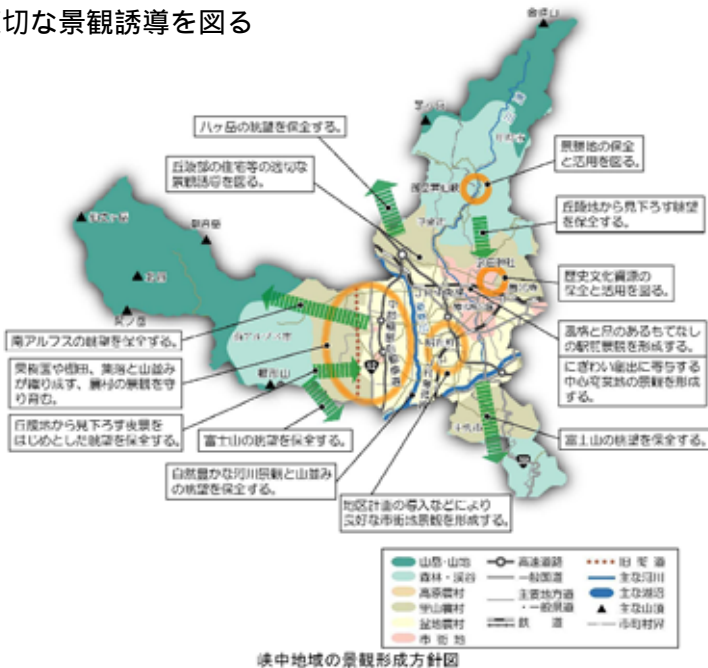 切な景観誘導を図る
金峰山
茅ヶ岳
八ヶ岳の眺望を保全する。
丘陵部の住宅等の適切な
景観誘導を図る。
景勝地の保全
と活用を図る。
丘陵地から見下ろす眺望
を保全する。
歴史文化資源の
保全と活用を図る。
風格と品のあるおもてなし
の駅前景観を形成する。
にぎわい創出に寄与する
中心市街地の景観を形成
する。
南アルプスの眺望を保全する。
果樹園や棚田、集落と山並み
が織り成す、農村の景観を守
り育む。
櫛形山
丘陵地から見下ろす夜景を
はじめとした眺望を保全する。
富士山の眺望を保全する。
富士山の眺望を保全する。
自然豊かな河川景観と山並み
の眺望を保全する。
地区計画の導入などにより
良好な市街地景観を形成する。
山岳・山地
森林・渓谷
高原農村
里山農村
盆地農村
市街地
高速道路
一般国道
主要地方道
・一般県道
鉄道
旧街道
主な河川
主な湖沼
主な山頂
市町村界
峡中地域の景観形成方針図